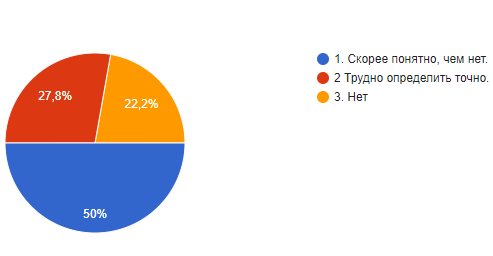 27,8%
22,2%
50%
1. Скорее понятно, чем нет.
2 Трудно определить точно.
3. Нет